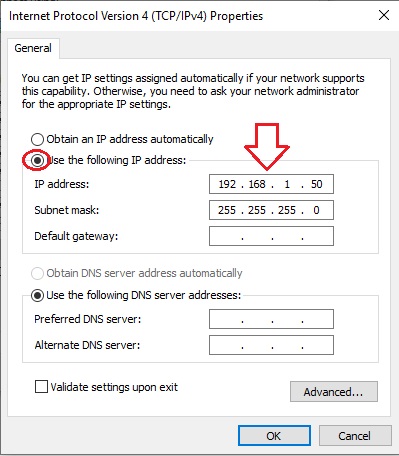 Internet Protocol Version 4 (TCP/IPv4) Properties
General
You can get IP settings assigned automatically if your network supports
this capability. Otherwise, you need to ask your network administrator
for the appropriate IP settings.
Obtain an IP address automatically
Use the following IP address:
IP address: 192 . 168 . 1 . 50
Subnet mask: 255 . 255 . 255 . 0
Default gateway: . . .
Obtain DNS server address automatically
Use the following DNS server addresses:
Preferred DNS server: . . .
Alternate DNS server: . . .
Validate settings upon exit
Advanced...
OK Cancel